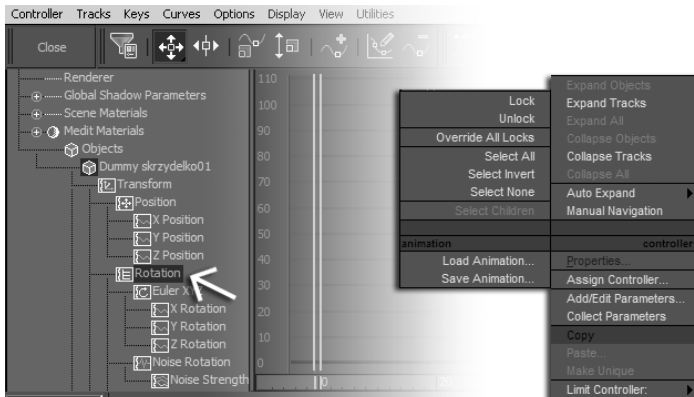 Controller Tracks Keys Curves Options Display View Utilities
Close
Renderer
Global Shadow Parameters
Scene Materials
Medit Materials
Objects
Dummy skrzydelko01
Transform
Position
X Position
Y Position
Z Position
Rotation
Euler XYZ
X Rotation
Y Rotation
Z Rotation
Noise Rotation
Noise Strength
110
100
90
80
70
60
50
40
30
20
10
0
0
20
Lock
Unlock
Override All Locks
Select All
Select Invert
Select None
Select Children
animation
Load Animation...
Save Animation...
Expand Objects
Expand Tracks
Expand All
Collapse Objects
Collapse Tracks
Collapse All
Auto Expand
Manual Navigation
controller
Properties...
Assign Controller...
Add/Edit Parameters...
Collect Parameters
Copy
Paste...
Make Unique
Limit Controller: